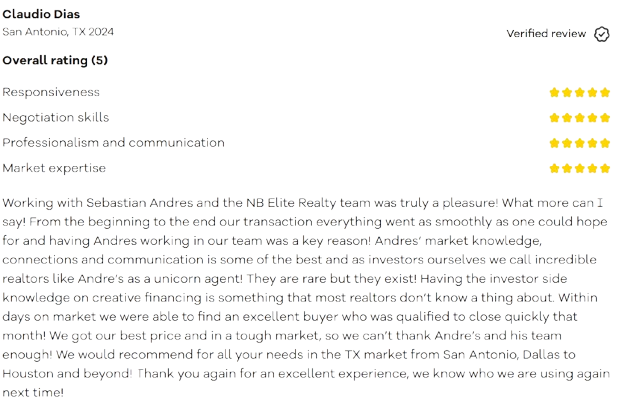 Claudio Dias
San Antonio, TX 2024
Verified review
Overall rating (5)
Responsiveness
Negotiation skills
Professionalism and communication
Market expertise
Working with Sebastian Andres and the NB Elite Realty team was truly a pleasure! What more can I
say! From the beginning to the end our transaction everything went as smoothly as one could hope
for and having Andres working in our team was a key reason! Andres' market knowledge,
connections and communication is some of the best and as investors ourselves we call incredible
realtors like Andre's as a unicorn agent! They are rare but they exist! Having the investor side
knowledge on creative financing is something that most realtors don't know a thing about. Within
days on market we were able to find an excellent buyer who was qualified to close quickly that
month! We got our best price and in a tough market, so we can't thank Andre's and his team
enough! We would recommend for all your needs in the TX market from San Antonio, Dallas to
Houston and beyond! Thank you again for an excellent experience, we know who we are using again
next time!